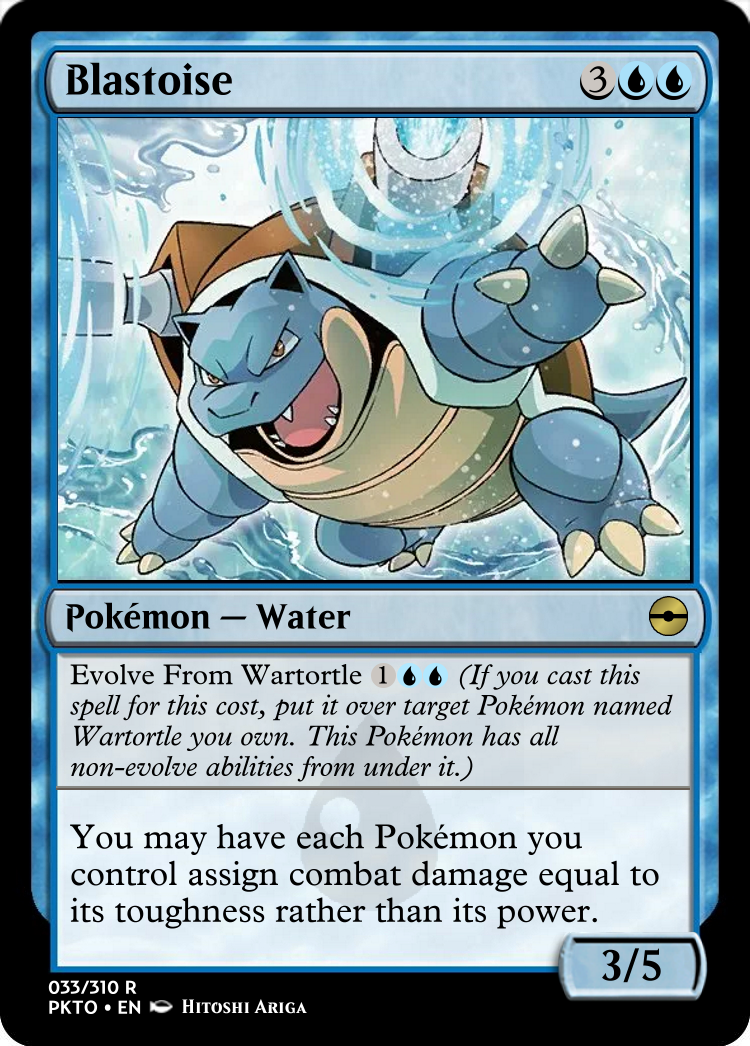 Blastoise 3
Pokémon — Water
Evolve From Wartortle 1 (If you cast this
spell for this cost, put it over target Pokémon named
Wartortle you own. This Pokémon has all
non-evolve abilities from under it.)
You may have each Pokémon you
control assign combat damage equal to
its toughness rather than its power.
3/5
033/310 R
PKTO • EN HITOSHI ARIGA